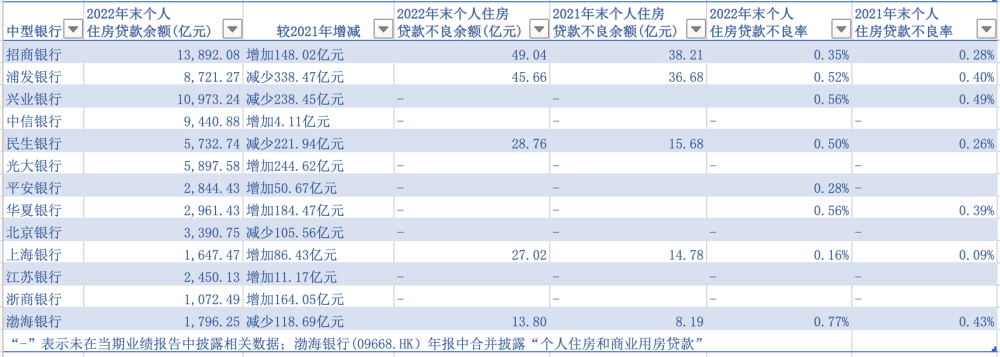 中型银行 2022年末个人住房贷款余额(亿元) 较2021年增减 2022年末个人住房贷款不良余额(亿元) 2021年末个人住房贷款不良余额(亿元) 2022年末个人住房贷款不良率 2021年末个人住房贷款不良率
招商银行 13,892.08 增加148.02亿元 49.04 38.21 0.35% 0.28%
浦发银行 8,721.27 减少338.47亿元 45.66 36.68 0.52% 0.40%
兴业银行 10,973.24 减少238.45亿元 - - 0.56% 0.49%
中信银行 9,440.88 增加4.11亿元 - - - -
民生银行 5,732.74 减少221.94亿元 28.76 15.68 0.50% 0.26%
光大银行 5,897.58 增加244.62亿元 - - - -
平安银行 2,844.43 增加50.67亿元 - - 0.28% -
华夏银行 2,961.43 增加184.47亿元 - - 0.56% 0.39%
北京银行 3,390.75 减少105.56亿元 - - - -
上海银行 1,647.47 增加86.43亿元 27.02 14.78 0.16% 0.09%
江苏银行 2,450.13 增加11.17亿元 - - - -
浙商银行 1,072.49 增加164.05亿元 - - - -
渤海银行 1,796.25 减少118.69亿元 13.80 8.19 0.77% 0.43%
“-”表示未在当期业绩报告中披露相关数据；渤海银行(09668.HK）年报中合并披露“个人住房和商业用房贷款”